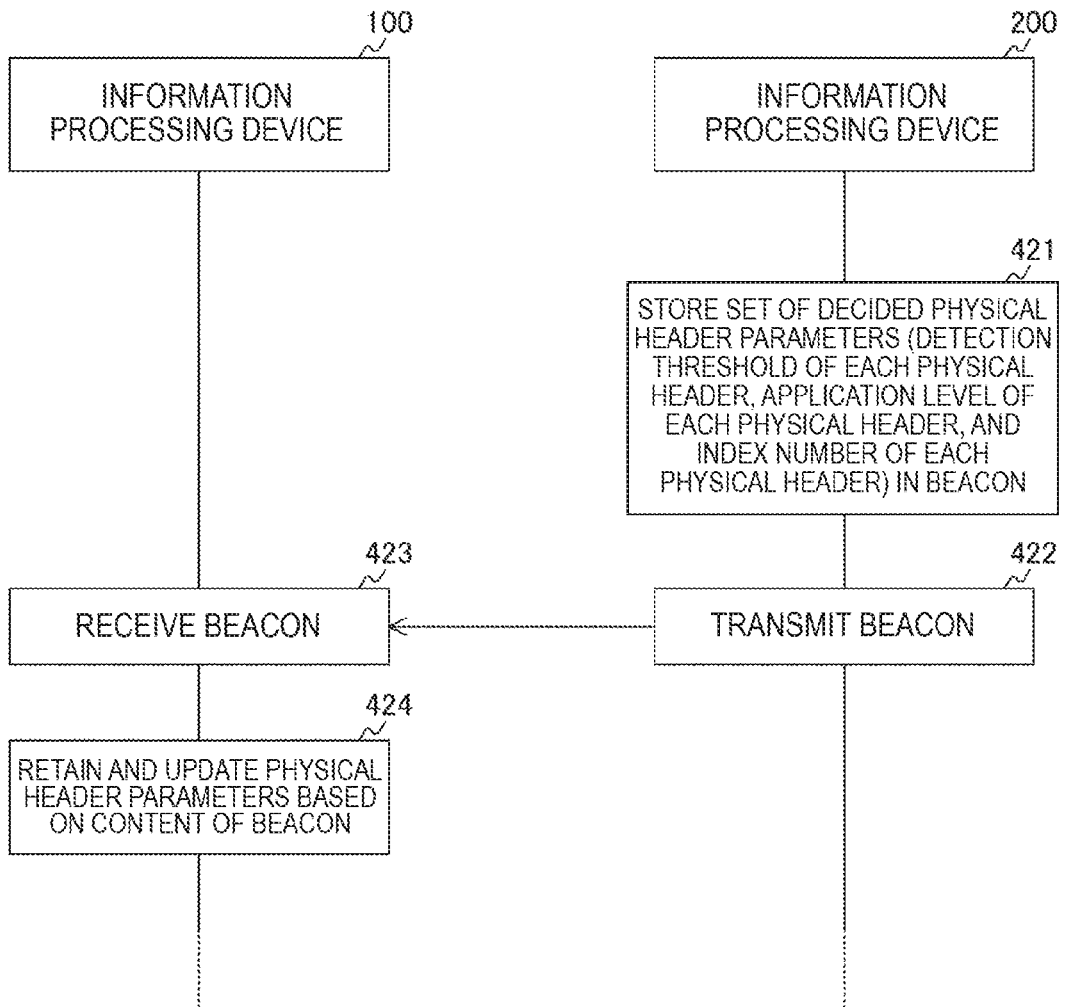 100
INFORMATION
PROCESSING DEVICE
200
INFORMATION
PROCESSING DEVICE
421
STORE SET OF DECIDED PHYSICAL
HEADER PARAMETERS (DETECTION
THRESHOLD OF EACH PHYSICAL
HEADER, APPLICATION LEVEL OF
EACH PHYSICAL HEADER, AND
INDEX NUMBER OF EACH
PHYSICAL HEADER) IN BEACON
423
RECEIVE BEACON
422
TRANSMIT BEACON
424
RETAIN AND UPDATE PHYSICAL
HEADER PARAMETERS BASED
ON CONTENT OF BEACON